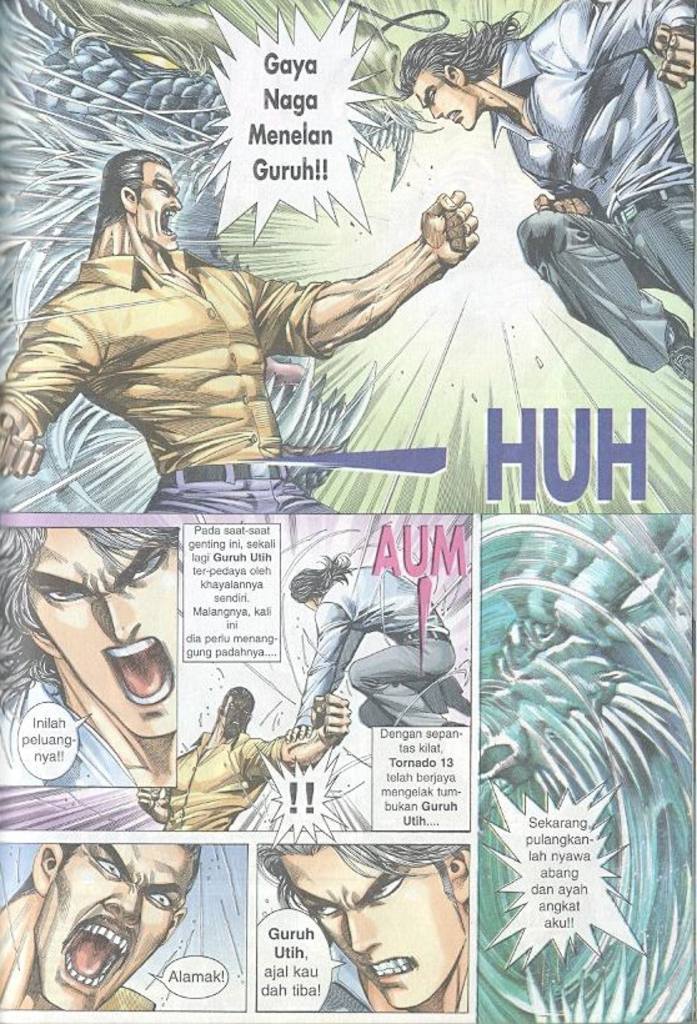 Gaya
Naga
Menelan
Guruh!!
HUH
Inilah
peluang-
nya!!
Pada saat-saat
genting ini, sekali
lagi Guruh Utih
ter-pedaya oleh
khayalannya
sendiri.
Malangnya, kali
ini
dia perlu menang-
gung padahnya....
AUM
!!
Dengan sepan-
tas kilat,
Tornado 13
telah berjaya
mengelak tum-
bukan Guruh
Utih....
Sekarang,
pulangkan-
lah nyawa
abang
dan ayah
angkat
aku!!
Alamak!
Guruh
Utih,
ajal kau
dah tiba!